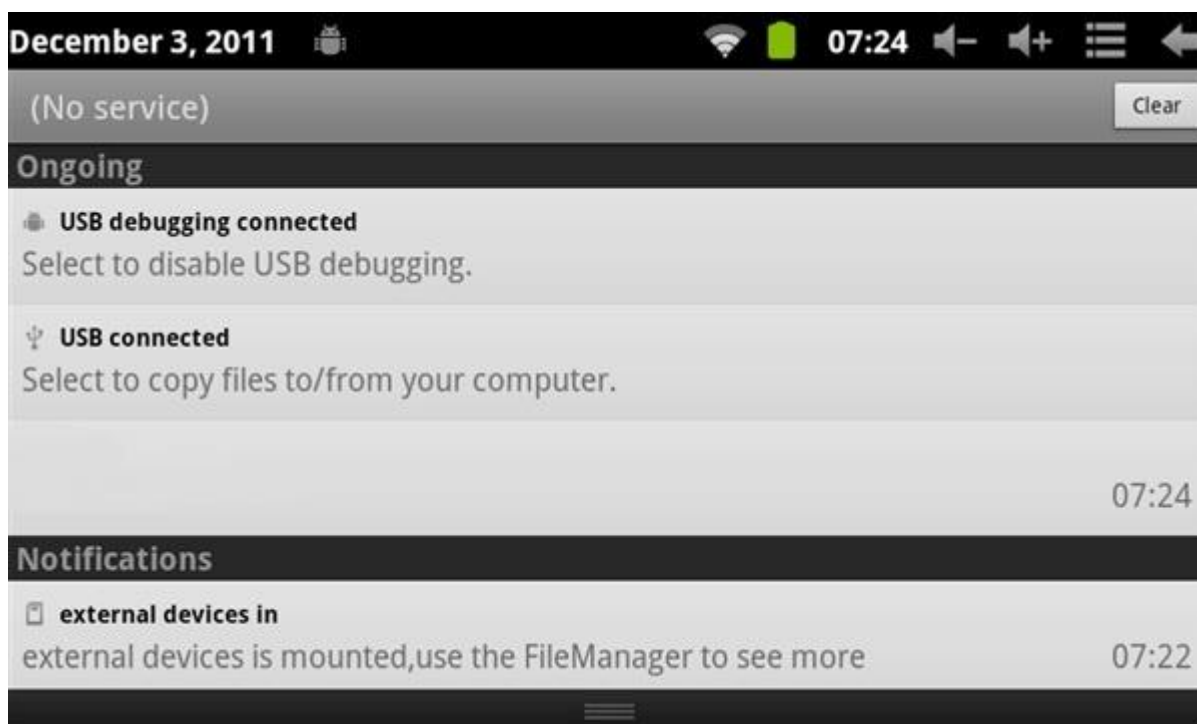 December 3, 2011 07:24
(No service) Clear
Ongoing
USB debugging connected
Select to disable USB debugging.
USB connected
Select to copy files to/from your computer.
07:24
Notifications
external devices in
external devices is mounted,use the FileManager to see more 07:22